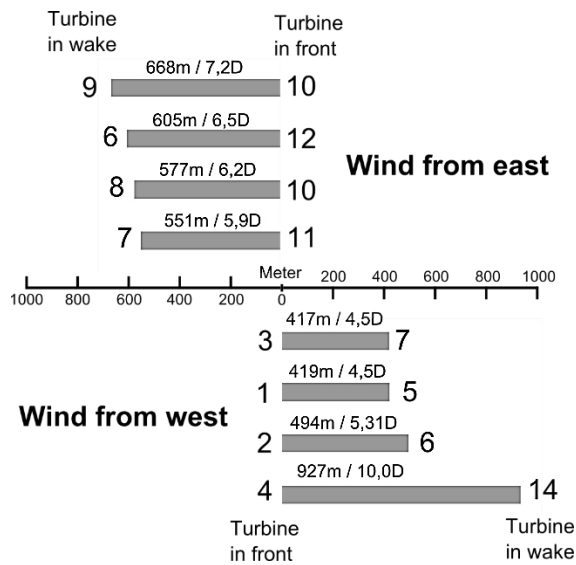 Turbine
in wake
Turbine
in front
668m / 7,2D
9
10
605m / 6,5D
6
12
Wind from east
577m / 6,2D
8
10
551m / 5,9D
7
11
Meter
1000 800 600 400 200 0 200 400 600 800 1000
417m / 4,5D
3
7
419m / 4,5D
1
5
Wind from west
494m / 5,31D
2
6
927m / 10,0D
4
14
Turbine
in front
Turbine
in wake